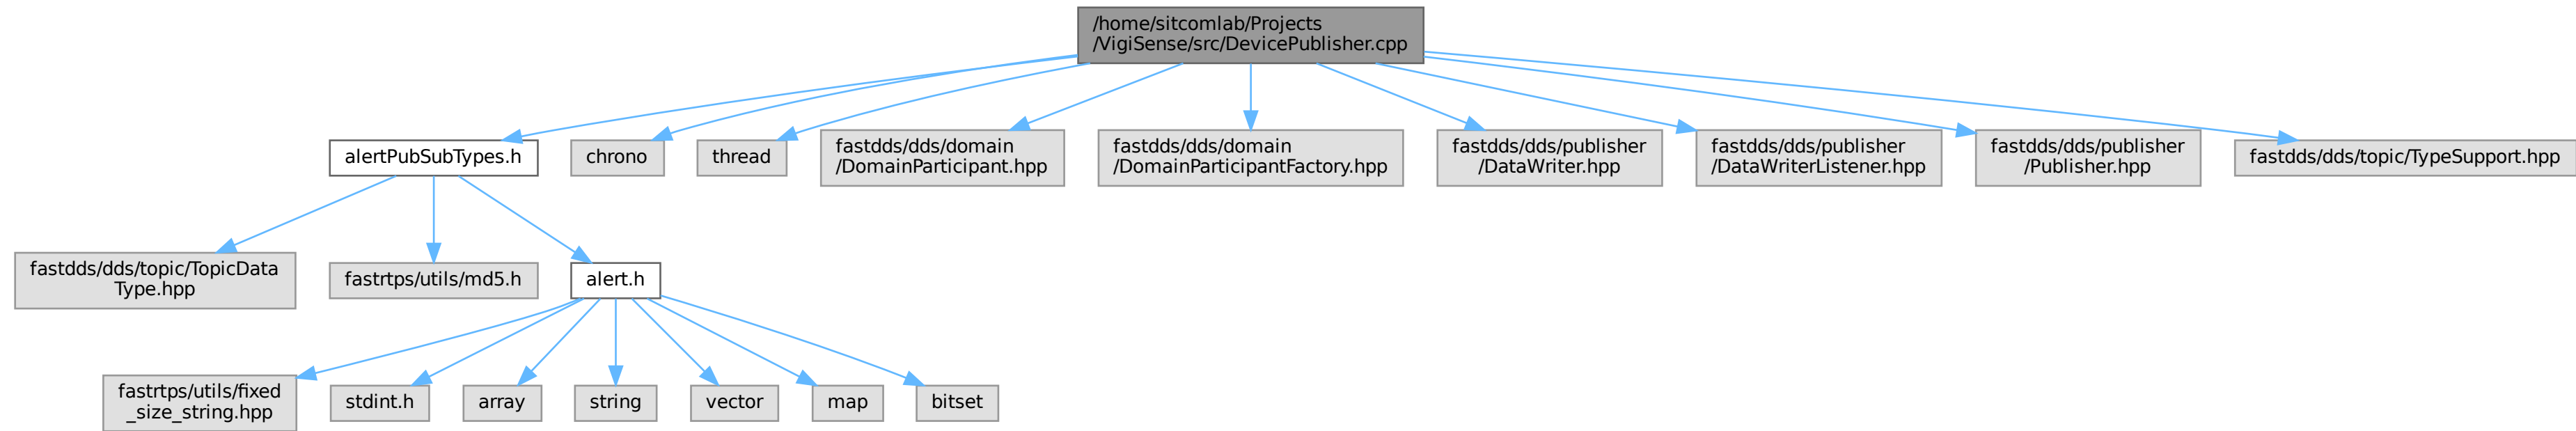 /home/sitcomlab/Projects
/VigiSense/src/DevicePublisher.cpp
alertPubSubTypes.h
chrono
thread
fastdds/dds/domain
/DomainParticipant.hpp
fastdds/dds/domain
/DomainParticipantFactory.hpp
fastdds/dds/publisher
/DataWriter.hpp
fastdds/dds/publisher
/DataWriterListener.hpp
fastdds/dds/publisher
/Publisher.hpp
fastdds/dds/topic/TypeSupport.hpp
fastdds/dds/topic/TopicData
Type.hpp
fastrtps/utils/md5.h
alert.h
fastrtps/utils/fixed
_size_string.hpp
stdint.h
array
string
vector
map
bitset